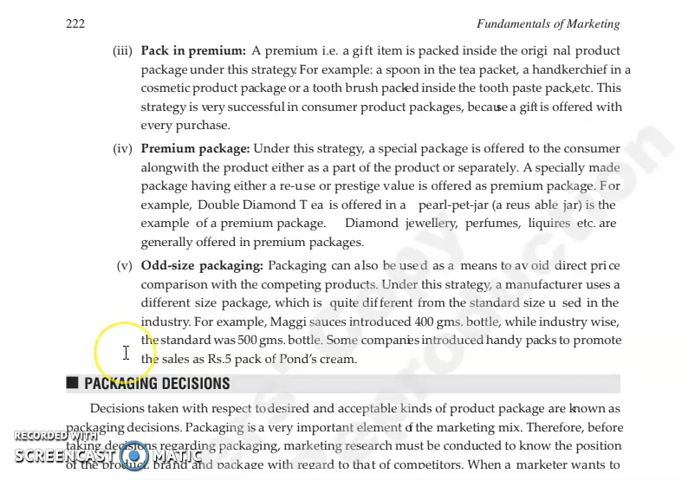 222
Fundamentals of Marketing
(iii) Pack in premium: A premium i.e. a gift item is packed inside the origi nal product
package under this strategy. For example: a spoon in the tea packet, a handkerchief in a
cosmetic product package or a tooth brush packed inside the tooth paste pack, etc. This
strategy is very successful in consumer product packages, because a gift is offered with
every purchase.
(iv) Premium package: Under this strategy, a special package is offered to the consumer
alongwith the product either as a part of the product or separately. A specially made
package having either a re-use or prestige value is offered as premium package. For
example, Double Diamond T ea is offered in a pearl-pet-jar (a reus able jar) is the
example of a premium package. Diamond jewellery, perfumes, liquires etc. are
generally offered in premium packages.
(v) Odd-size packaging: Packaging can also be used as a means to av oid direct price
comparison with the competing products. Under this strategy, a manufacturer uses a
different size package, which is quite different from the standard size u sed in the
industry. For example, Maggi sauces introduced 400 gms. bottle, while industry wise,
the standard was 500 gms. bottle. Some companies introduced handy packs to promote
the sales as Rs.5 pack of Pond's cream.
PACKAGING DECISIONS
Decisions taken with respect to desired and acceptable kinds of product package are known as
packaging decisions. Packaging is a very important element of the marketing mix. Therefore, before
taking decisions regarding packaging, marketing research must be conducted to know the position
of the product, brand and package with regard to that of competitors. When a marketer wants to
RECORDED WITH
SCREENCAST MATIC